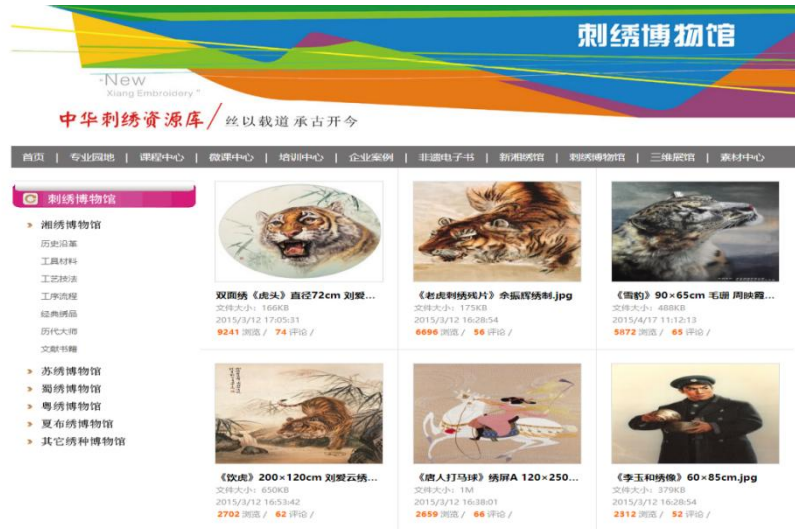 刺绣博物馆
·New
Xiang Embroidery "
中华刺绣资源库/丝以载道 承古开今
首页 | 专业园地 | 课程中心 | 微课中心 | 培训中心 | 企业案例 | 非遗电子书 | 新湘绣馆 | 刺绣博物馆 | 三维展馆 | 素材中心
刺绣博物馆
» 湘绣博物馆
历史沿革
工具材料
工艺技法
工序流程
经典绣品
历代大师
文献书籍
» 苏绣博物馆
» 蜀绣博物馆
» 粤绣博物馆
» 夏布绣博物馆
» 其它绣种博物馆
双面绣《虎头》直径72cm 刘爱...
文件大小: 166KB
2015/3/12 17:05:31
9241 浏览 / 74 评论 /
《老虎刺绣残片》余振辉绣制.jpg
文件大小: 175KB
2015/3/12 16:28:54
6696 浏览 / 56 评论 /
《雪豹》90×65cm 毛珊 周映霞...
文件大小: 488KB
2015/4/17 11:12:13
5872 浏览 / 65 评论 /
《饮虎》200×120cm 刘爱云绣...
文件大小: 650KB
2015/3/12 16:53:42
2702 浏览 / 62 评论 /
《唐人打马球》绣屏A 120×250...
文件大小: 1M
2015/3/12 16:38:01
2659 浏览 / 66 评论 /
《李玉和绣像》60×85cm.jpg
文件大小: 379KB
2015/3/12 16:28:54
2312 浏览 / 52 评论 /